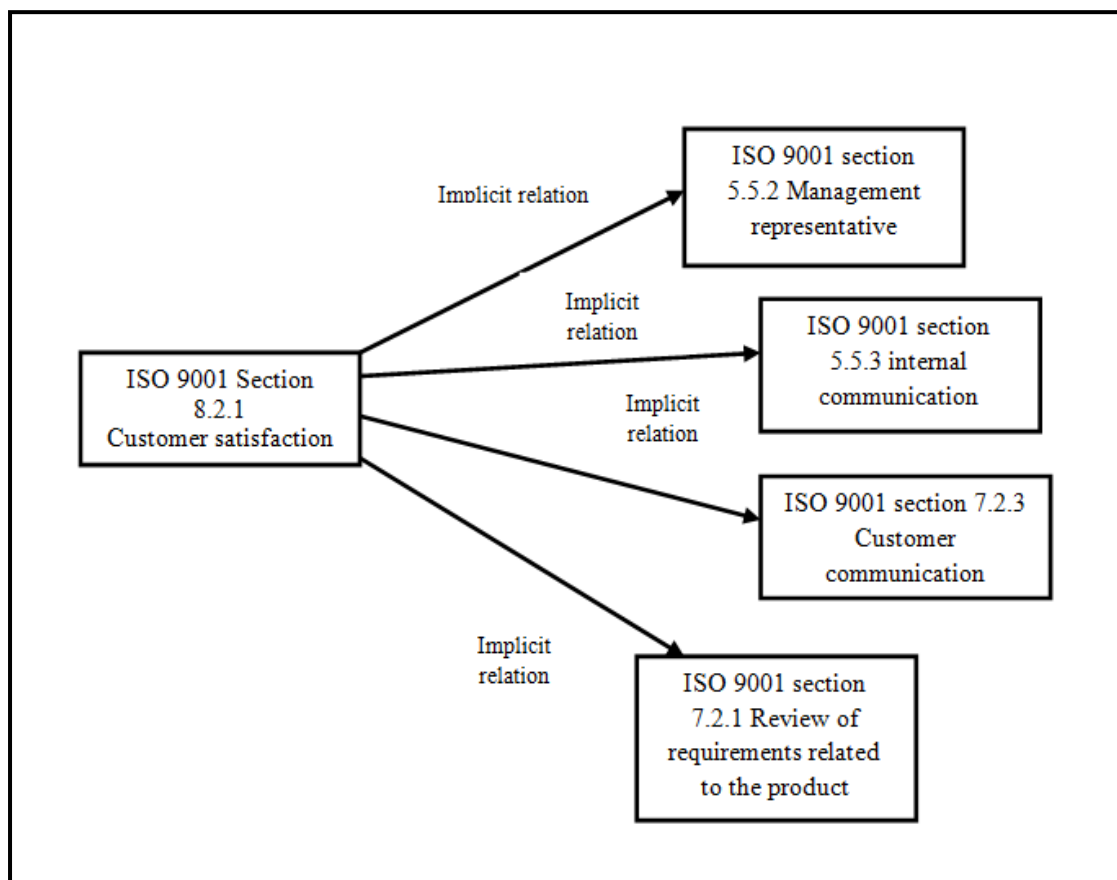 ISO 9001 section
5.5.2 Management
representative
Implicit relation
Implicit
relation
ISO 9001 section
5.5.3 internal
communication
ISO 9001 Section
8.2.1
Customer satisfaction
Implicit
relation
ISO 9001 section 7.2.3
Customer
communication
Implicit
relation
ISO 9001 section
7.2.1 Review of
requirements related
to the product